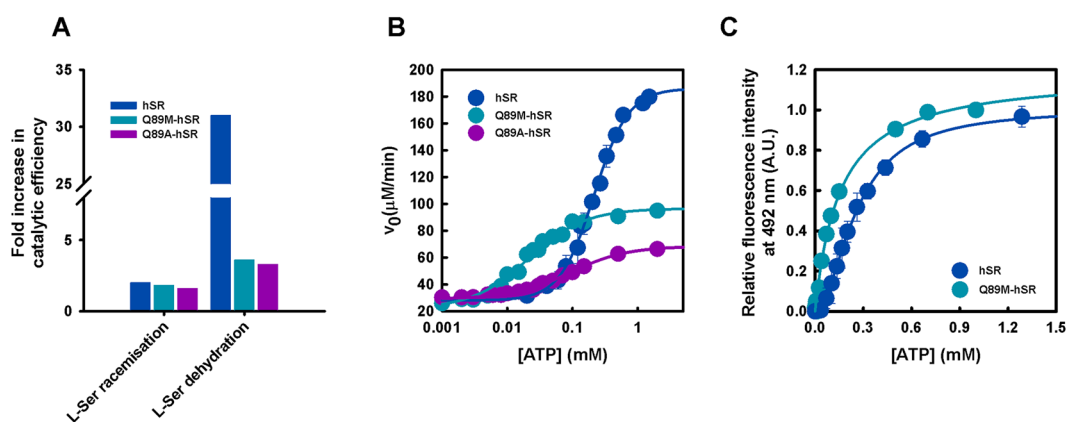 A
Fold increase in
catalytic efficiency
35
30
25
5
0
hSR
Q89M-hSR
Q89A-hSR
L-Ser racemisation
L-Ser dehydration
B
v0(µM/min)
200
180
160
140
120
100
80
60
40
20
hSR
Q89M-hSR
Q89A-hSR
0.001
0.01
0.1
1
[ATP] (mM)
C
Relative fluorescence intensity
at 492 nm (A.U.)
1.2
1.0
0.8
0.6
0.4
0.2
0.0
hSR
Q89M-hSR
0.0
0.3
0.6
0.9
1.2
1.5
[ATP] (mM)